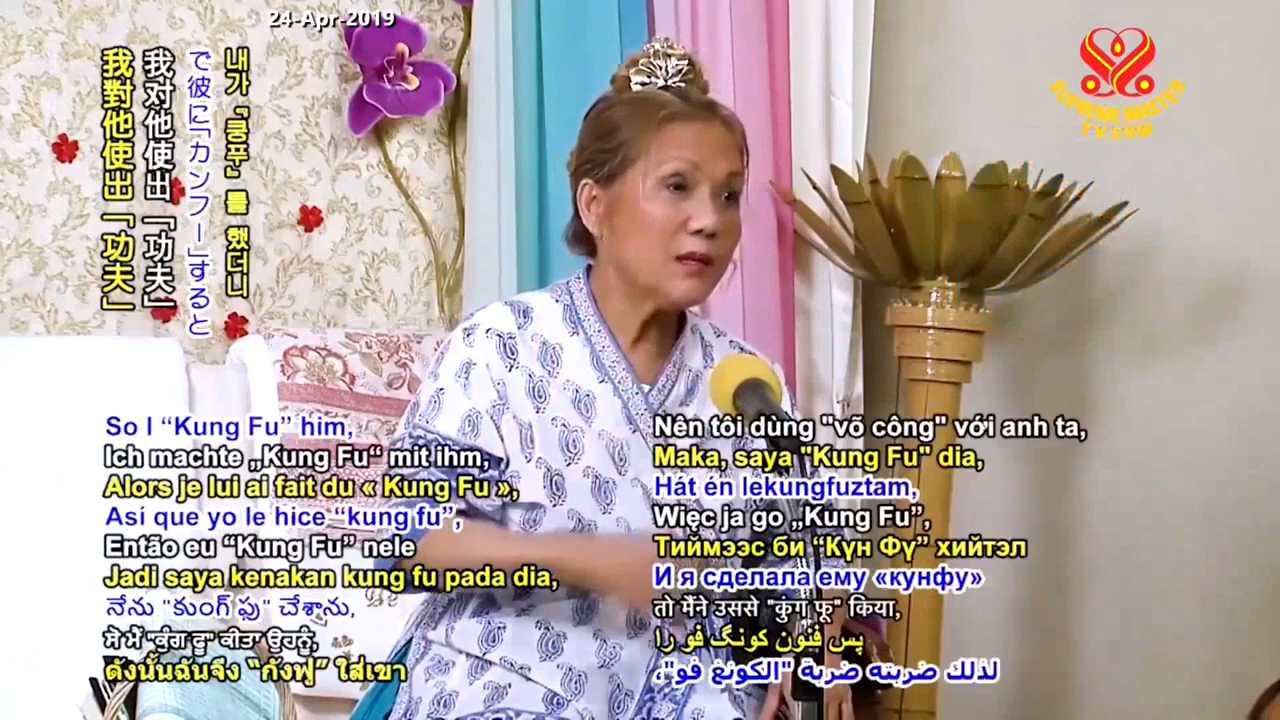 24-Apr-2019
SUPREME MASTER
TV.COM
내가「쿵푸」를 했더니
で彼に「カンフー」すると
我对他使出「功夫」
我對他使出「功夫」
So I “Kung Fu” him,
Ich machte „Kung Fu“ mit ihm,
Alors je lui ai fait du « Kung Fu »,
Así que yo le hice “kung fu”,
Então eu “Kung Fu” nele
Jadi saya kenakan kung fu pada dia,
నేను "కుంగ్ ఫు" చేశాను,
ਸੋ ਮੈਂ "ਕੁੰਗ ਫੂ" ਕੀਤਾ ਉਹਨੂੰ,
ดังนั้นฉันจึง “กังฟู” ใส่เขา
Nên tôi dùng "võ công" với anh ta,
Maka, saya "Kung Fu" dia,
Hát én lekungfuztam,
Więc ja go „Kung Fu”,
Тиймээс би “Күн Фү” хийтэл
И я сделала ему «кунфу»
तो मैंने उससे "कुंग फू" किया,
پس فنون کونگ فو را
لذلك ضربته ضربة "الكونغ فو"،